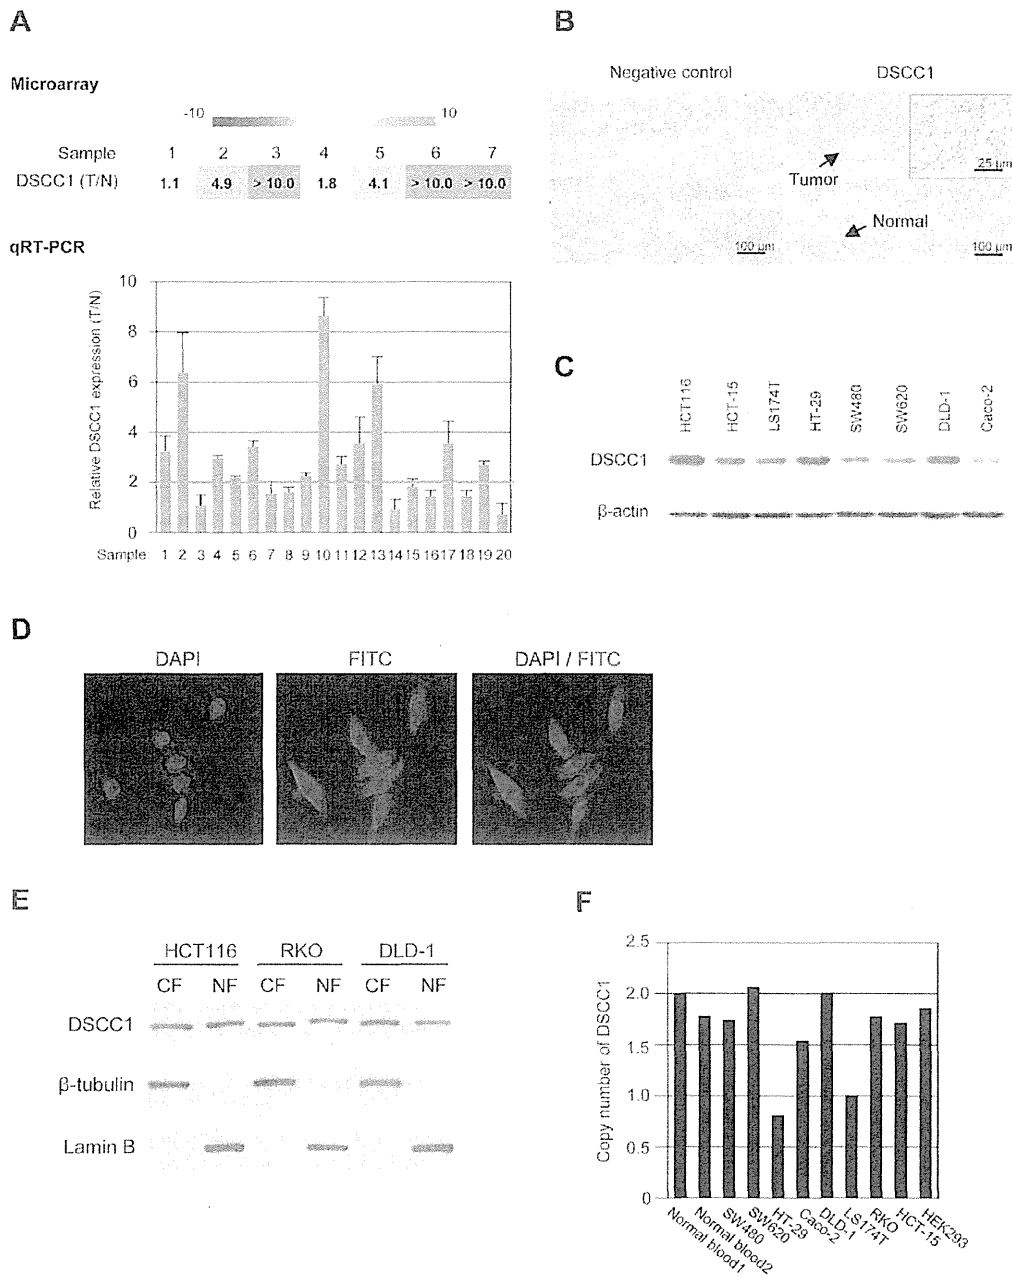 A
Microarray
-10 10
Sample 1 2 3 4 5 6 7
DSCC1 (T/N) 1.1 4.9 > 10.0 1.8 4.1 > 10.0 > 10.0
qRT-PCR
Relative DSCC1 expression (T/N)
10
8
6
4
2
0
Sample 1 2 3 4 5 6 7 8 9 10 11 12 13 14 15 16 17 18 19 20
B
Negative control DSCC1
25 μm
Tumor
Normal
100 μm 100 μm
C
HCT116 HCT-15 LS174T HT-29 SW480 SW620 DLD-1 Caco-2
DSCC1
β-actin
D
DAPI FITC DAPI / FITC
E
HCT116 RKO DLD-1
CF NF CF NF CF NF
DSCC1
β-tubulin
Lamin B
F
Copy number of DSCC1
2.5
2.0
1.5
1.0
0.5
0
Normal blood1 Normal blood2 SW480 SW620 HT-29 Caco-2 DLD-1 LS174T RKO HCT-15 HEK293